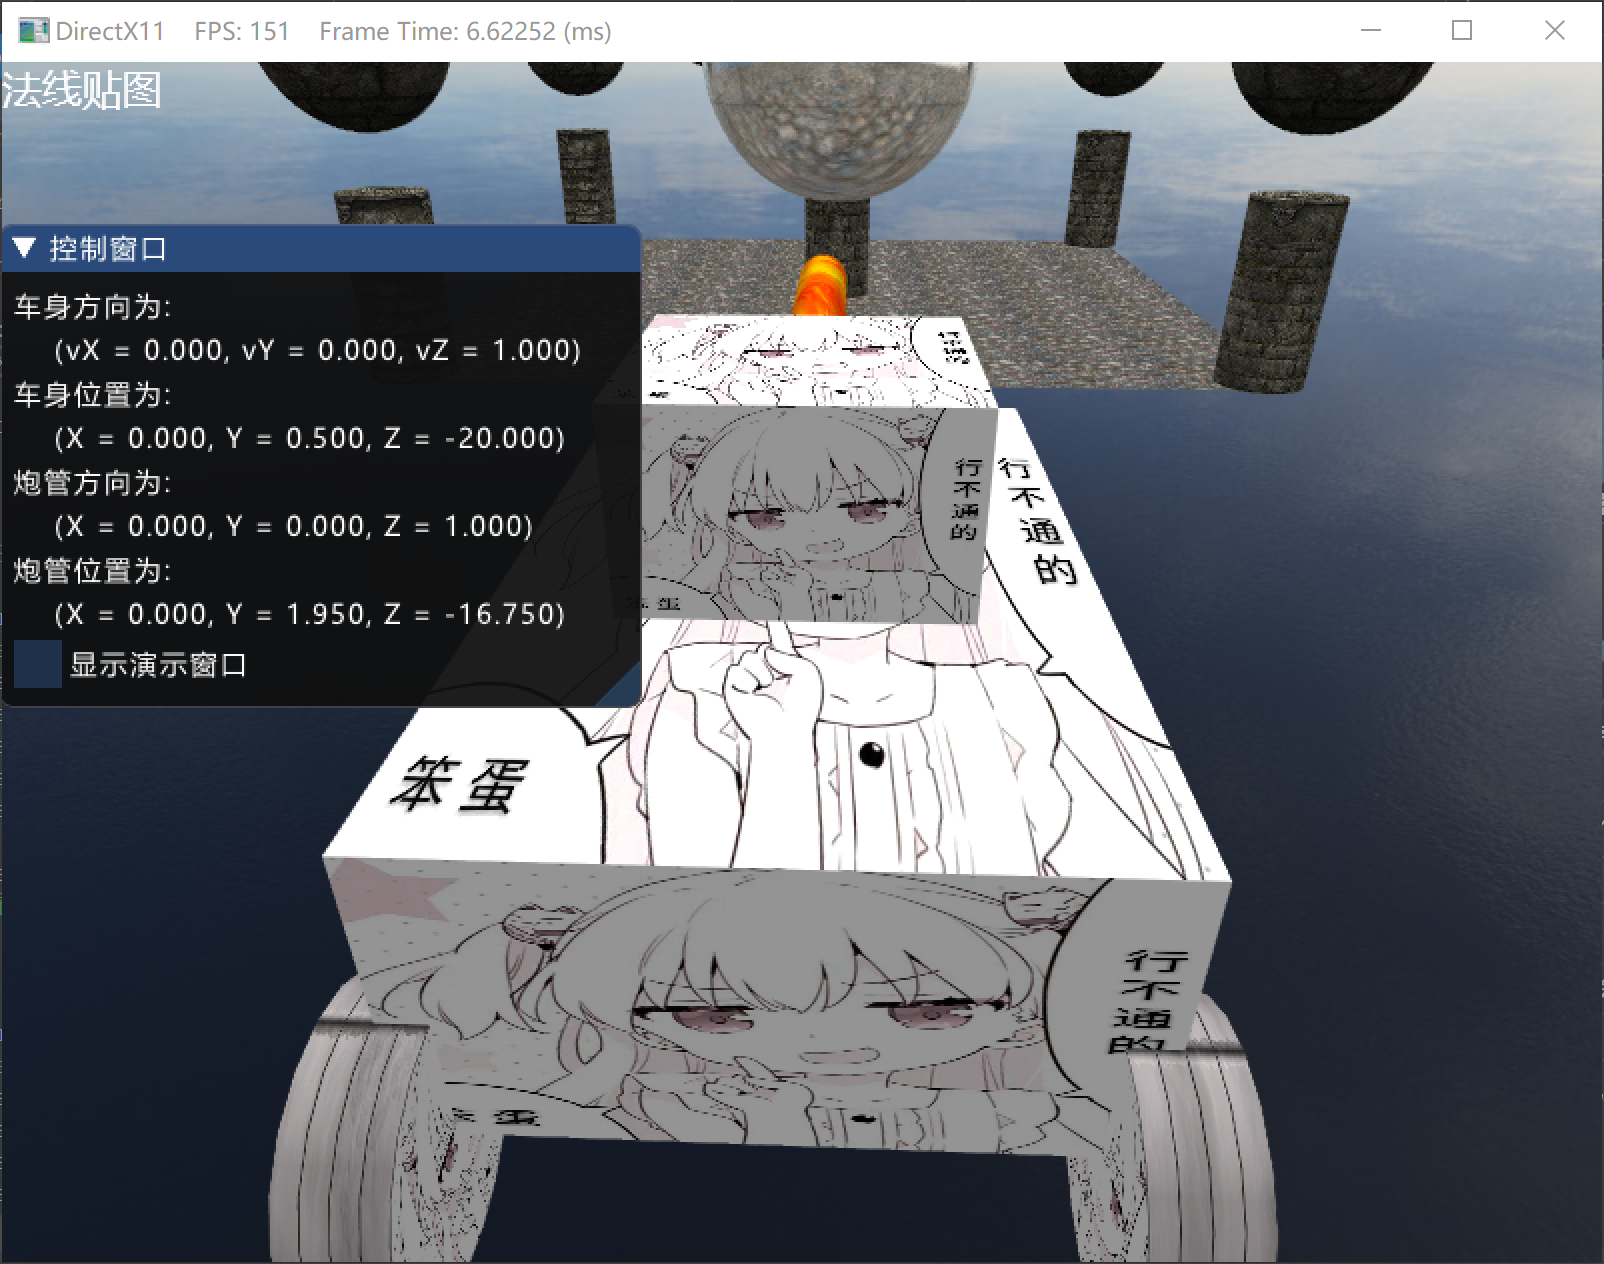 DirectX11 FPS: 151 Frame Time: 6.62252 (ms)
法线贴图
控制窗口
车身方向为:
(vX = 0.000, vY = 0.000, vZ = 1.000)
车身位置为:
(X = 0.000, Y = 0.500, Z = -20.000)
炮管方向为:
(X = 0.000, Y = 0.000, Z = 1.000)
炮管位置为:
(X = 0.000, Y = 1.950, Z = -16.750)
显示演示窗口
行不通的
笨蛋
行不通的
笨蛋
行不通的
蛋